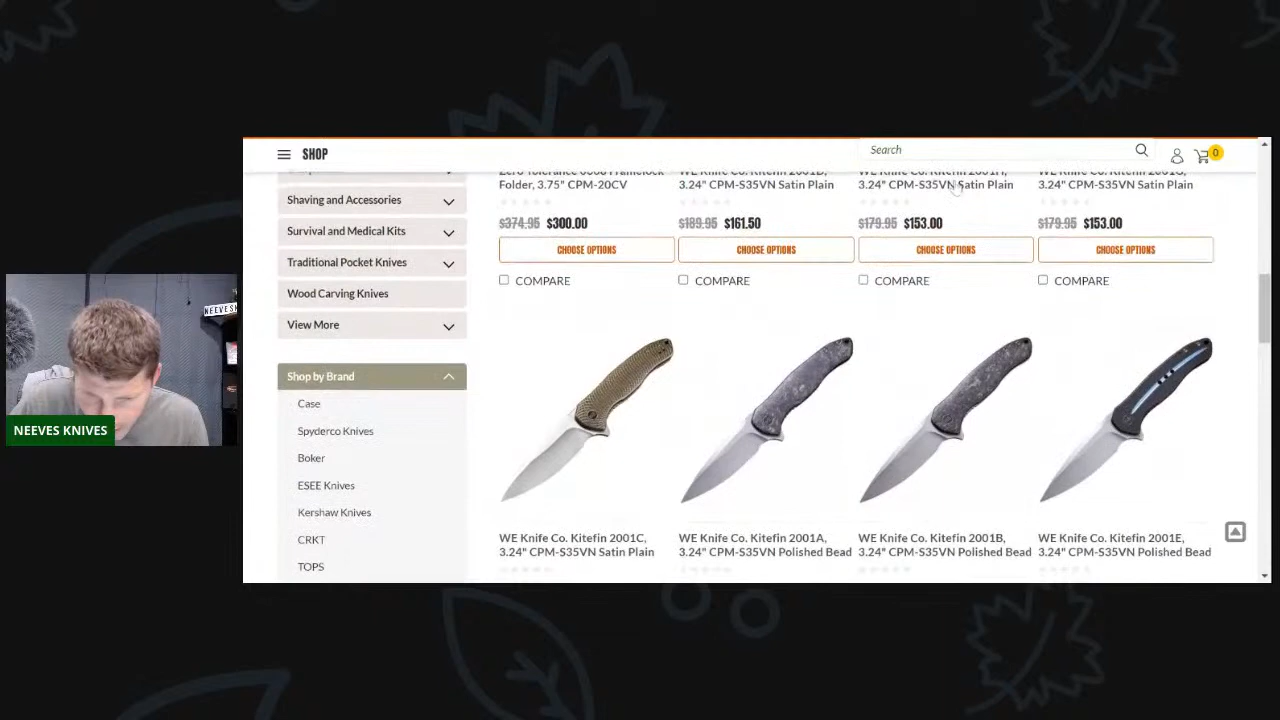 SHOP
Search
0
Shaving and Accessories
Survival and Medical Kits
Traditional Pocket Knives
Wood Carving Knives
View More
Shop by Brand
Case
Spyderco Knives
Boker
ESEE Knives
Kershaw Knives
CRKT
TOPS
Folder, 3.75" CPM-20CV
3.24" CPM-S35VN Satin Plain
3.24" CPM-S35VN Satin Plain
3.24" CPM-S35VN Satin Plain
$374.95 $300.00
$189.95 $161.50
$179.95 $153.00
$179.95 $153.00
CHOOSE OPTIONS
CHOOSE OPTIONS
CHOOSE OPTIONS
CHOOSE OPTIONS
COMPARE
COMPARE
COMPARE
COMPARE
WE Knife Co. Kitefin 2001C,
3.24" CPM-S35VN Satin Plain
WE Knife Co. Kitefin 2001A,
3.24" CPM-S35VN Polished Bead
WE Knife Co. Kitefin 2001B,
3.24" CPM-S35VN Polished Bead
WE Knife Co. Kitefin 2001E,
3.24" CPM-S35VN Polished Bead
NEEVES
NEEVES KNIVES